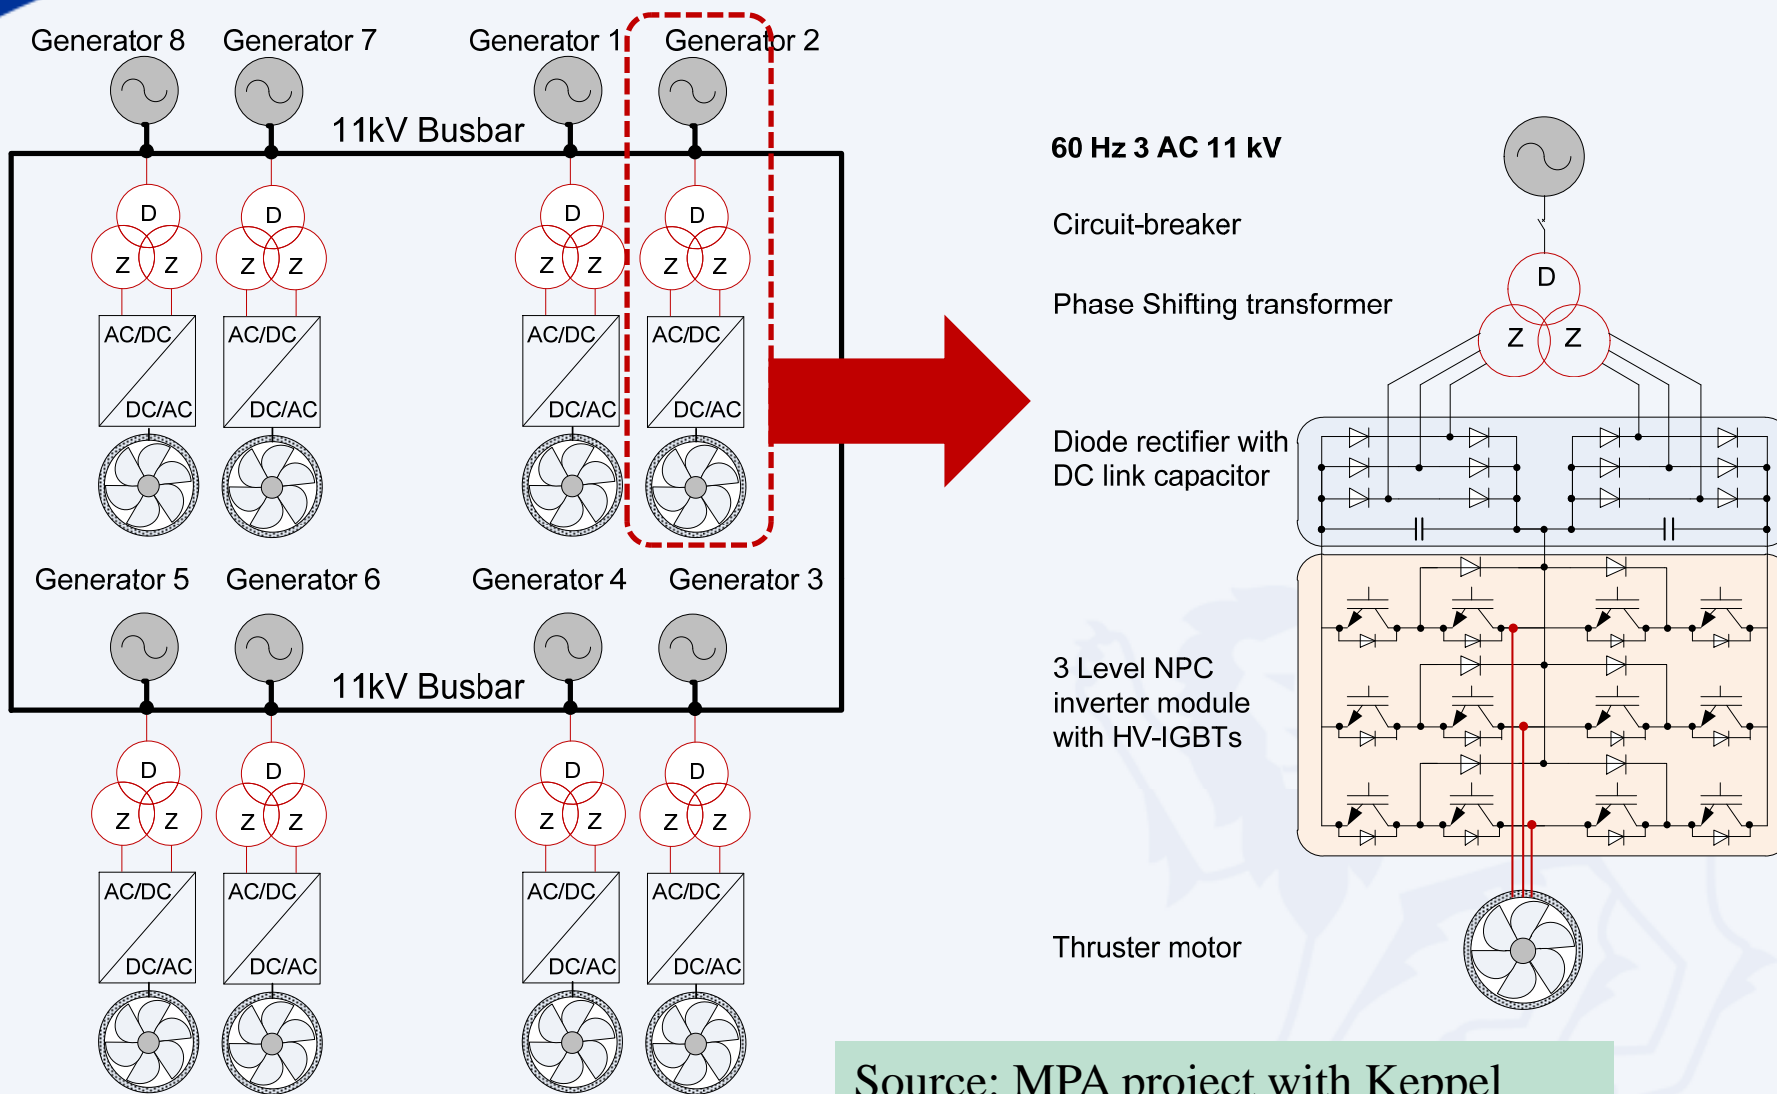 Generator 8
Generator 7
Generator 1
Generator 2
11kV Busbar
D
Z Z
D
Z Z
D
Z Z
D
Z Z
AC/DC
DC/AC
AC/DC
DC/AC
AC/DC
DC/AC
AC/DC
DC/AC
Generator 5
Generator 6
Generator 4
Generator 3
11kV Busbar
D
Z Z
D
Z Z
D
Z Z
D
Z Z
AC/DC
DC/AC
AC/DC
DC/AC
AC/DC
DC/AC
AC/DC
DC/AC
60 Hz 3 AC 11 kV
Circuit-breaker
Phase Shifting transformer
D
Z Z
Diode rectifier with
DC link capacitor
3 Level NPC
inverter module
with HV-IGBTs
Thruster motor
Source: MPA project with Keppel